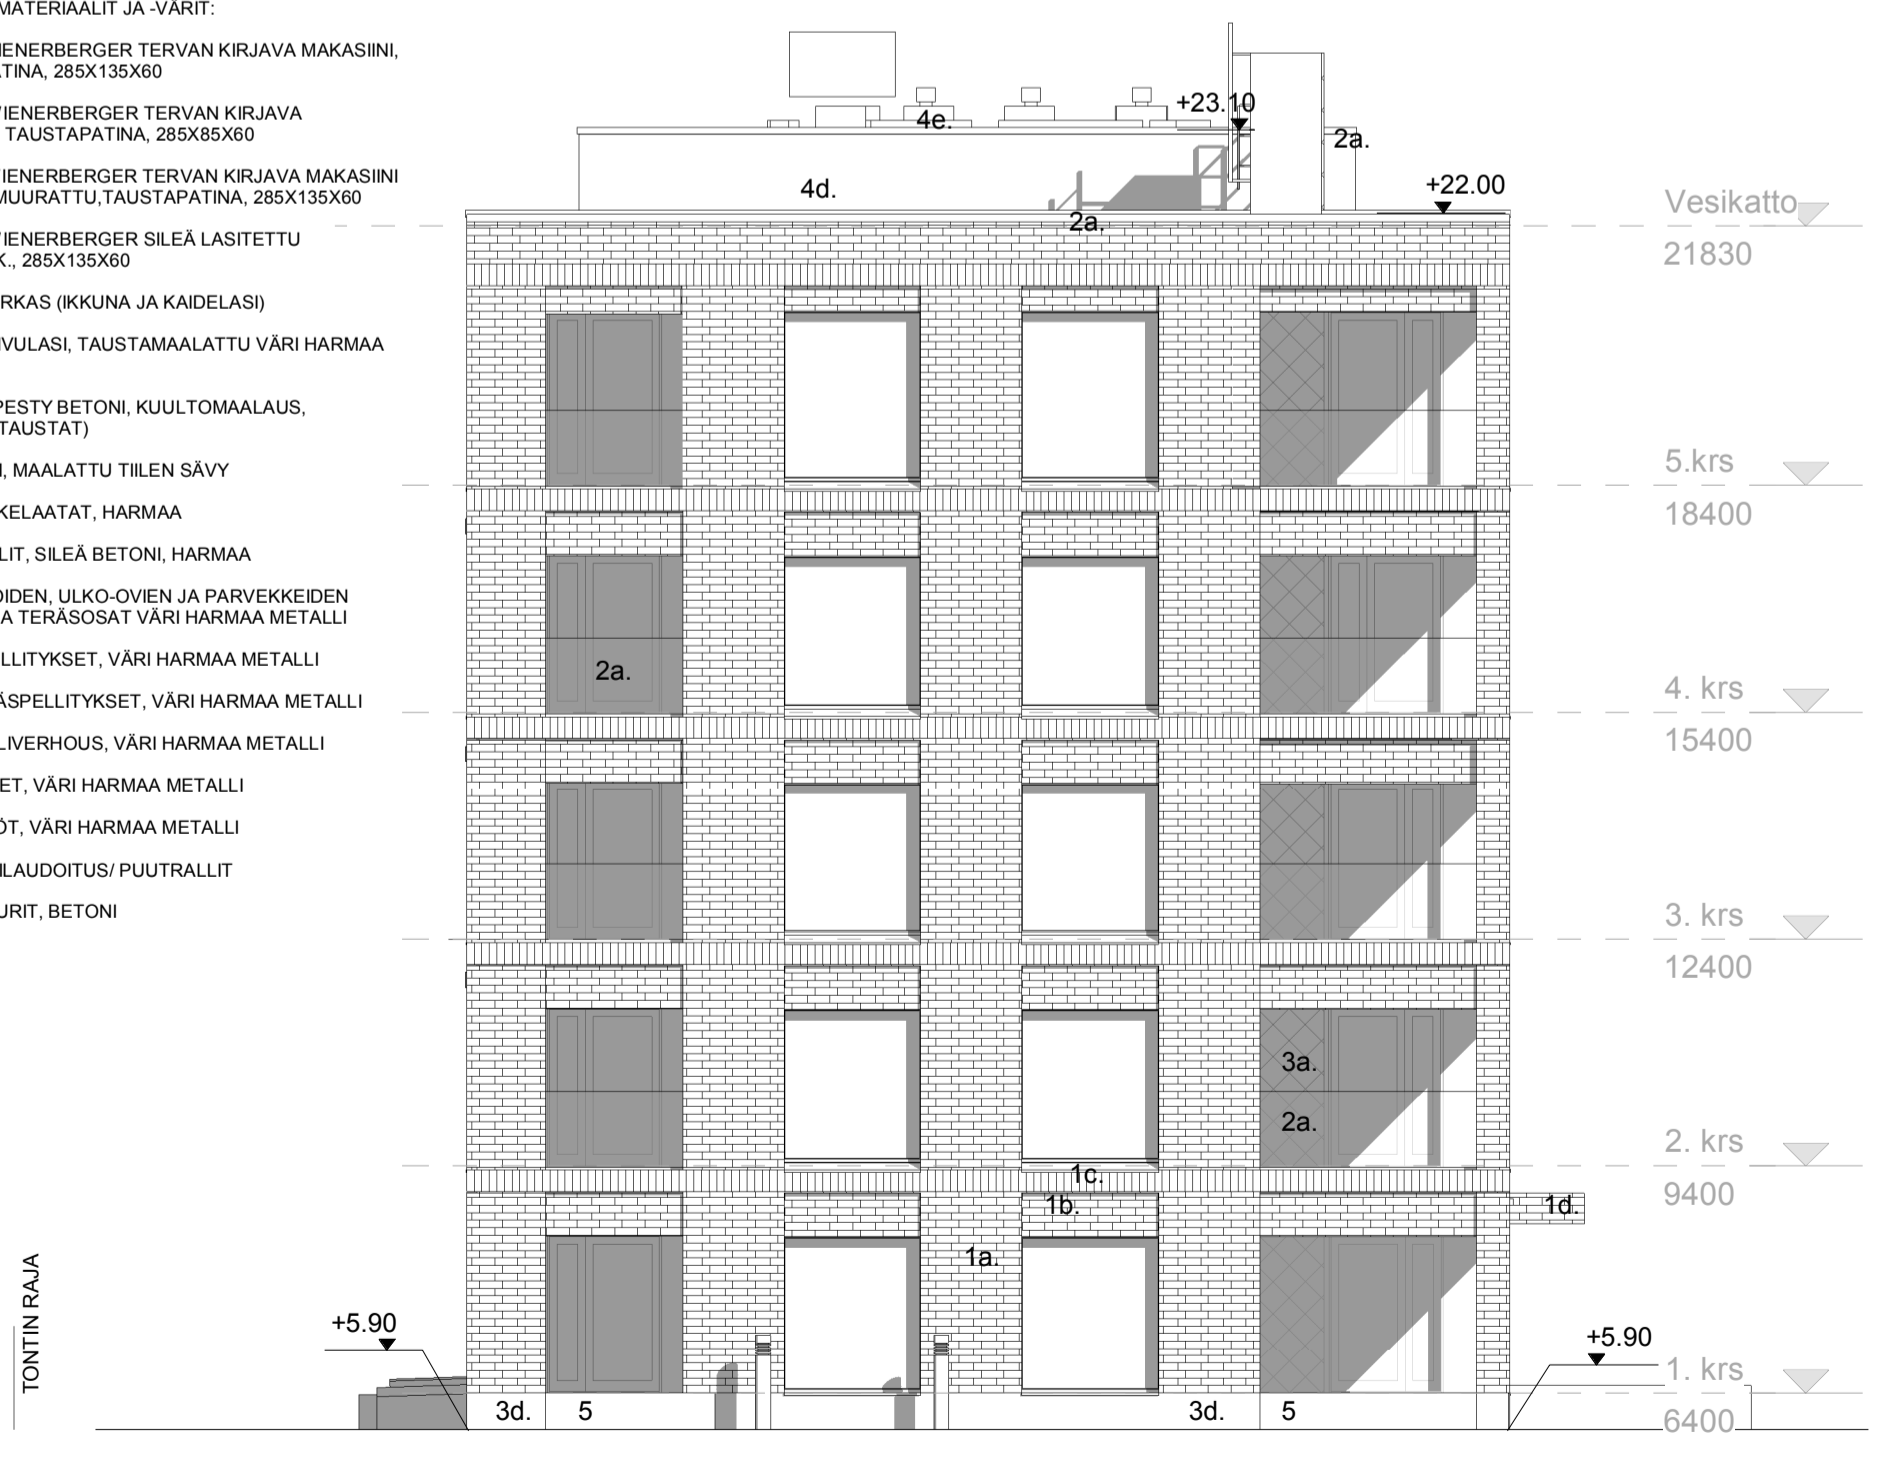 MATERIAALIT JA -VÄRIT:
IENERBERGER TERVAN KIRJAVA MAKASIINI,
ATINA, 285X135X60
WIENERBERGER TERVAN KIRJAVA
TAUSTAPATINA, 285X85X60
WIENERBERGER TERVAN KIRJAVA MAKASIINI
MUURATTU,TAUSTAPATINA, 285X135X60
WIENERBERGER SILEÄ LASITETTU
K., 285X135X60
RKAS (IKKUNA JA KAIDELASI)
VULASI, TAUSTAMAALATTU VÄRI HARMAA
PESTY BETONI, KUULTOMAALAUS,
TAUSTAT)
I, MAALATTU TIILEN SÄVY
KELAATAT, HARMAA
LIT, SILEÄ BETONI, HARMAA
OIDEN, ULKO-OVIEN JA PARVEKKEIDEN
A TERÄSOSAT VÄRI HARMAA METALLI
LLITYKSET, VÄRI HARMAA METALLI
ÄSPELLITYKSET, VÄRI HARMAA METALLI
LIVERHOUS, VÄRI HARMAA METALLI
ET, VÄRI HARMAA METALLI
ÖT, VÄRI HARMAA METALLI
ILAUDOITUS/ PUUTRALLIT
URIT, BETONI
TONTIN RAJA
+23.10
4e.
2a.
4d.
+22.00
2a.
Vesikatto
21830
5.krs
18400
2a.
4. krs
15400
3. krs
12400
3a.
2a.
2. krs
9400
1c.
1b.
1d.
1a.
+5.90
+5.90
1. krs
6400
3d.
5
3d.
5